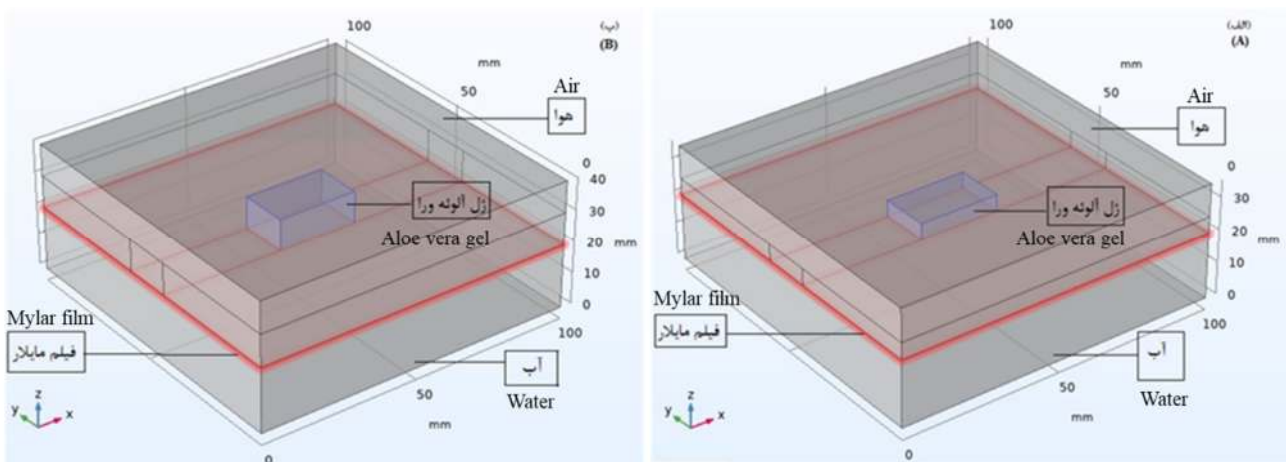 (ب)
(B)
100
mm
50
Air
هوا
0
40
30
20
mm
10
0
ژل آلوئه ورا
Aloe vera gel
Mylar film
فیلم مایلار
آب
Water
100
50
mm
0
z
y
x
(الف)
(A)
100
mm
50
Air
هوا
0
30
20
mm
10
0
ژل آلوئه ورا
Aloe vera gel
Mylar film
فیلم مایلار
آب
Water
100
50
mm
0
z
y
x